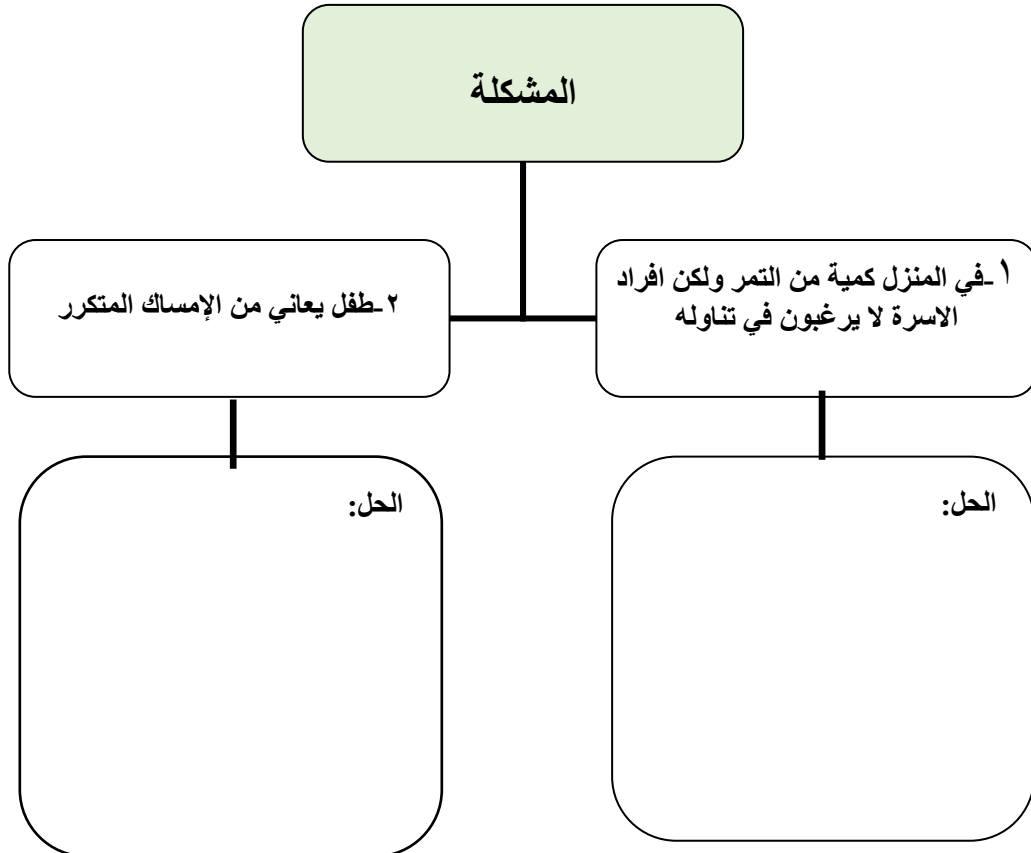 المشكلة
١-في المنزل كمية من التمر ولكن افراد
الاسرة لا يرغبون في تناوله
٢-طفل يعاني من الإمساك المتكرر
الحل:
الحل: